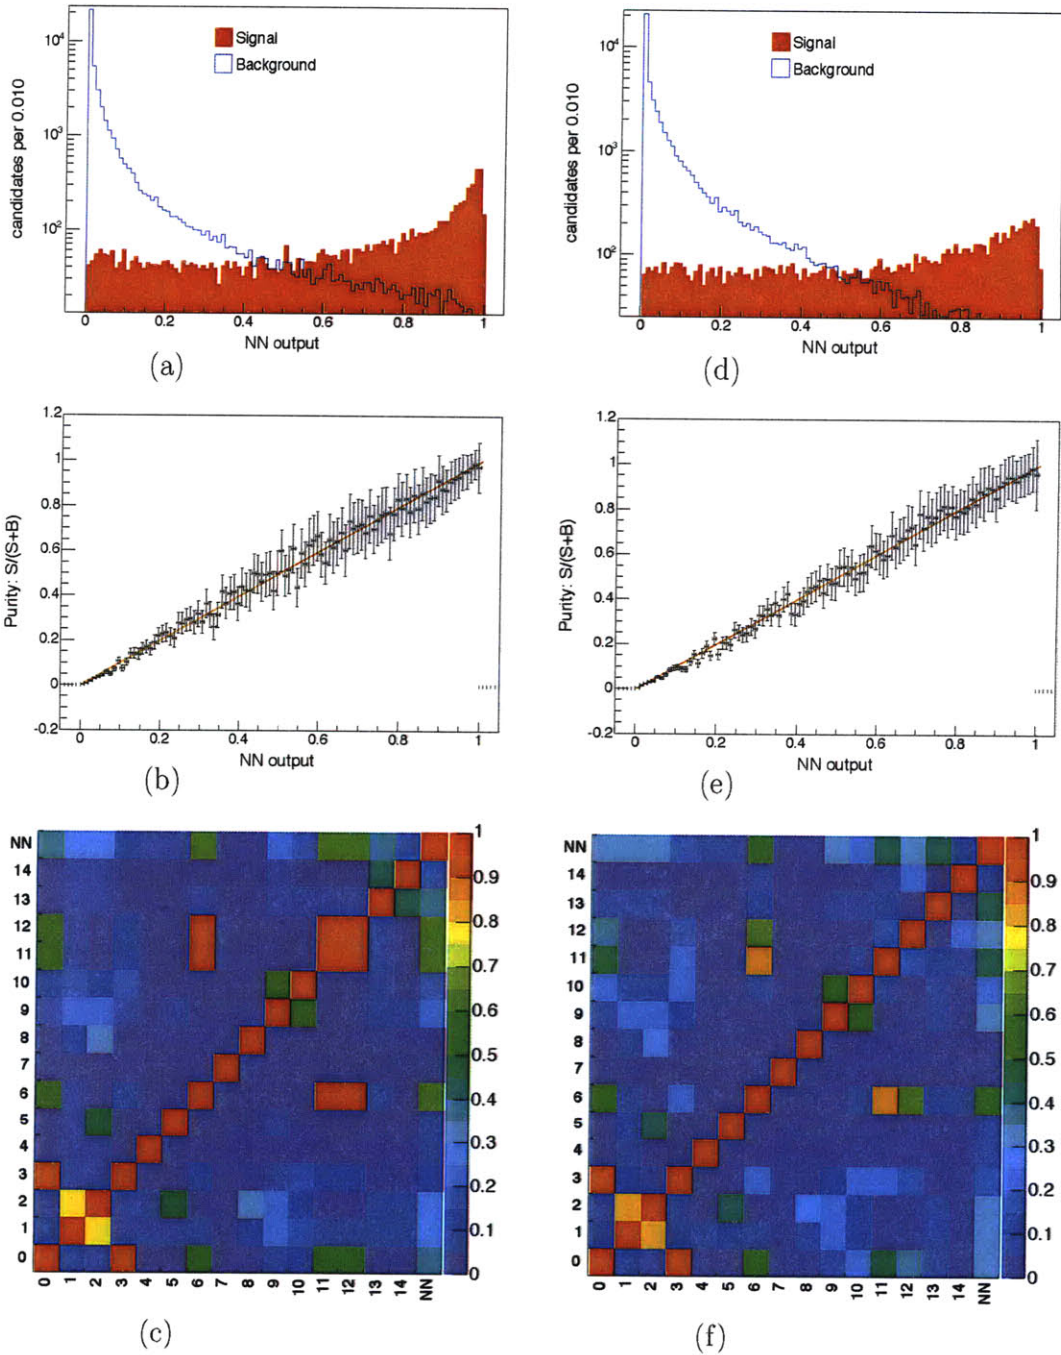 10⁴
10³
10²
candidates per 0.010
Signal
Background
0 0.2 0.4 0.6 0.8 1
NN output
(a)
10⁴
10³
10²
candidates per 0.010
Signal
Background
0 0.2 0.4 0.6 0.8 1
NN output
(d)
1.2
1
0.8
0.6
0.4
0.2
0
-0.2
Purity: S/(S+B)
0 0.2 0.4 0.6 0.8 1
NN output
(b)
1.2
1
0.8
0.6
0.4
0.2
0
-0.2
Purity: S/(S+B)
0 0.2 0.4 0.6 0.8 1
NN output
(e)
NN
14
13
12
11
10
9
8
7
6
5
4
3
2
1
0
0 1 2 3 4 5 6 7 8 9 10 11 12 13 14 NN
1
0.9
0.8
0.7
0.6
0.5
0.4
0.3
0.2
0.1
0
(c)
NN
14
13
12
11
10
9
8
7
6
5
4
3
2
1
0
0 1 2 3 4 5 6 7 8 9 10 11 12 13 14 NN
1
0.9
0.8
0.7
0.6
0.5
0.4
0.3
0.2
0.1
0
(f)